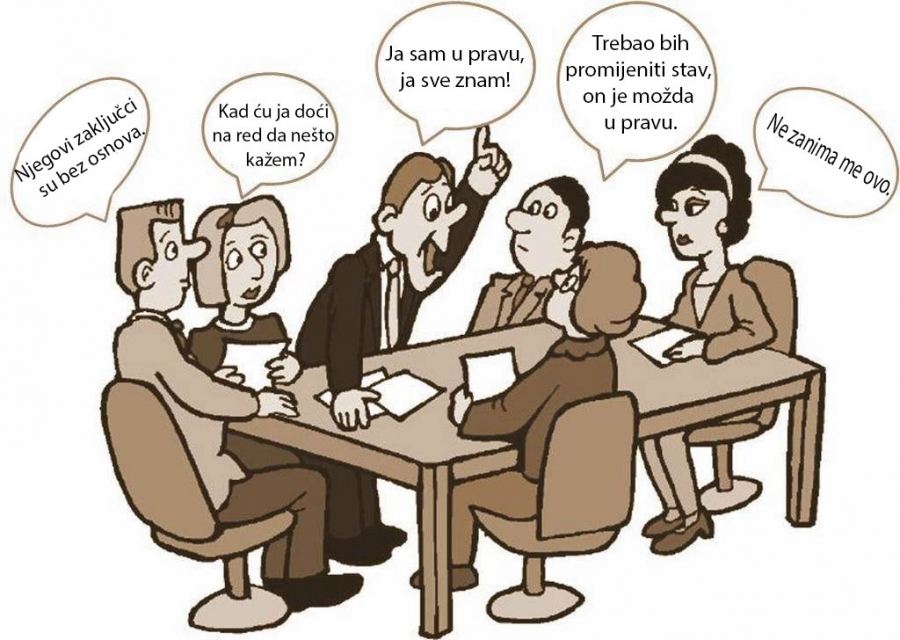 Njegovi zaključci
su bez osnova.
Kad ću ja doći
na red da nešto
kažem?
Ja sam u pravu,
ja sve znam!
Trebao bih
promijeniti stav,
on je možda
u pravu.
Ne zanima me ovo.